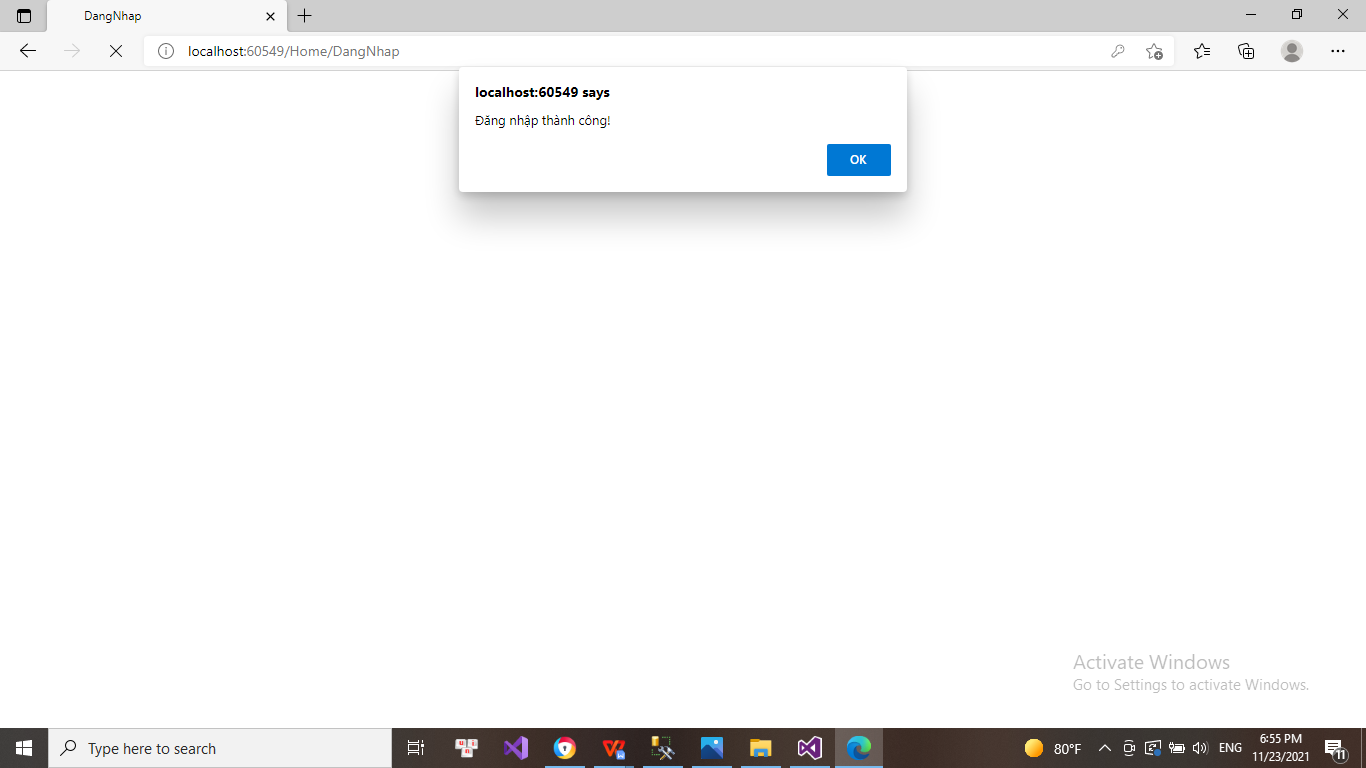 DangNhap
localhost:60549/Home/DangNhap
localhost:60549 says
Đăng nhập thành công!
OK
Activate Windows
Go to Settings to activate Windows.
Type here to search
80°F
ENG
6:55 PM
11/23/2021
11